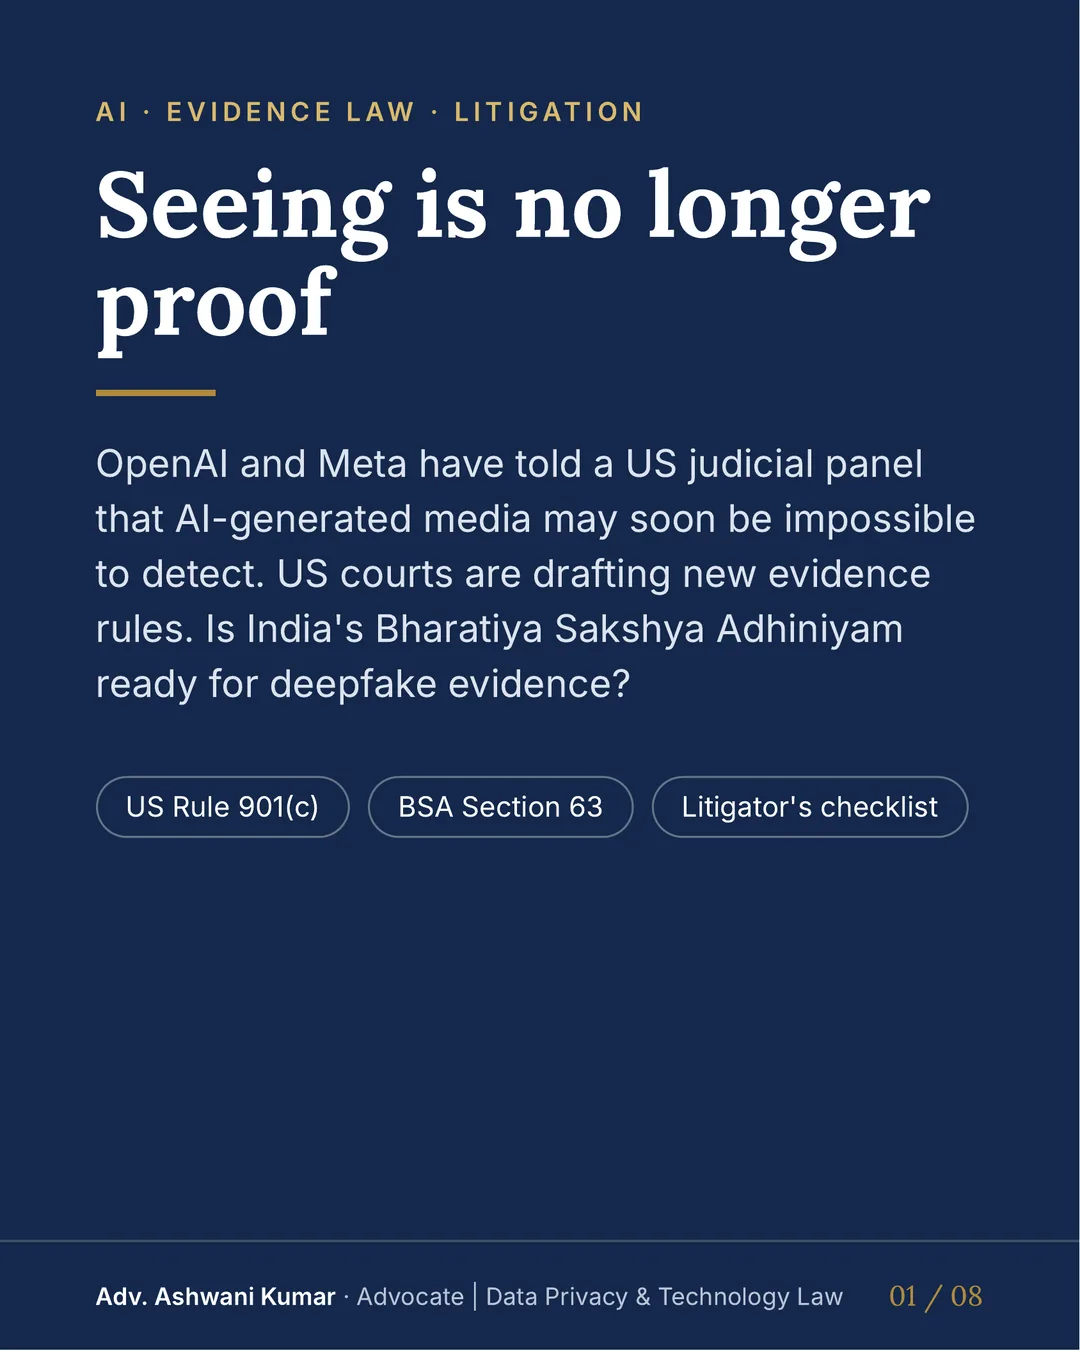 AI · EVIDENCE LAW · LITIGATION
Seeing is no longer
proof
OpenAI and Meta have told a US judicial panel
that AI-generated media may soon be impossible
to detect. US courts are drafting new evidence
rules. Is India's Bharatiya Sakshya Adhiniyam
ready for deepfake evidence?
US Rule 901(c) BSA Section 63 Litigator's checklist
Adv. Ashwani Kumar · Advocate | Data Privacy & Technology Law 01 / 08